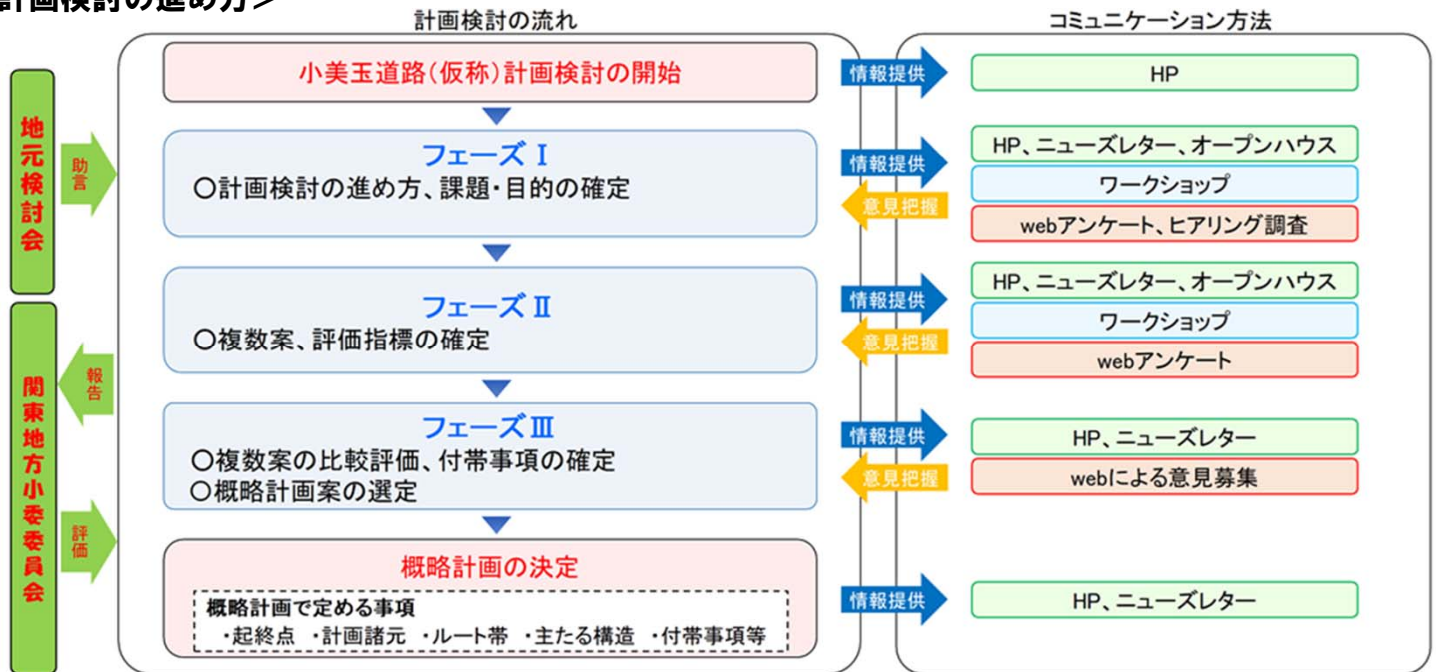 計画検討の進め方＞
計画検討の流れ
コミュニケーション方法
地元検討会
助言
関東地方小委委員会
報告
評価
小美玉道路(仮称)計画検討の開始
情報提供
HP
フェーズⅠ
〇計画検討の進め方、課題・目的の確定
情報提供
意見把握
HP、ニューズレター、オープンハウス
ワークショップ
webアンケート、ヒアリング調査
フェーズⅡ
〇複数案、評価指標の確定
情報提供
意見把握
HP、ニューズレター、オープンハウス
ワークショップ
webアンケート
フェーズⅢ
〇複数案の比較評価、付帯事項の確定
〇概略計画案の選定
情報提供
意見把握
HP、ニューズレター
webによる意見募集
概略計画の決定
概略計画で定める事項
・起終点 ・計画諸元 ・ルート帯 ・主たる構造 ・付帯事項等
情報提供
HP、ニューズレター